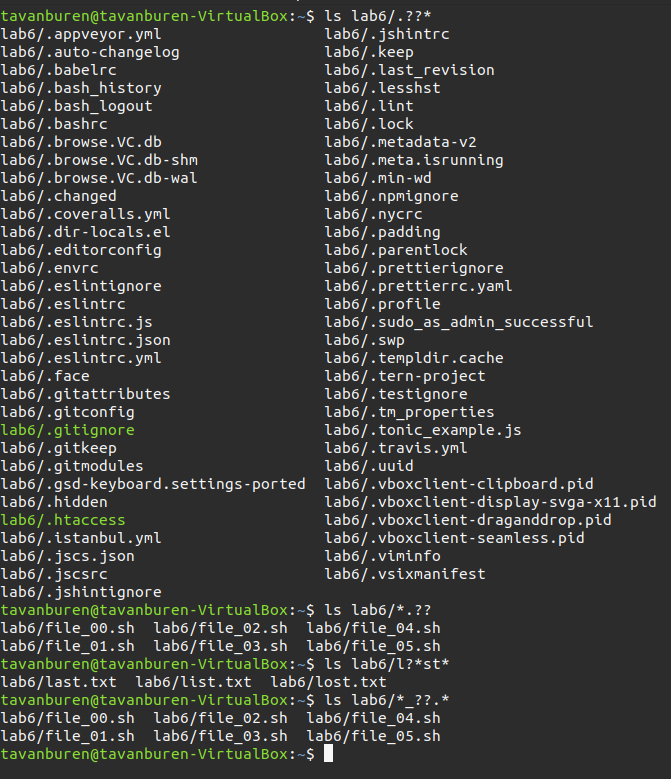 tavanburen@tavanburen-VirtualBox:~$ ls lab6/.??*
lab6/.appveyor.yml lab6/.jshintrc
lab6/.auto-changelog lab6/.keep
lab6/.babelrc lab6/.last_revision
lab6/.bash_history lab6/.lesshst
lab6/.bash_logout lab6/.lint
lab6/.bashrc lab6/.lock
lab6/.browse.VC.db lab6/.metadata-v2
lab6/.browse.VC.db-shm lab6/.meta.isrunning
lab6/.browse.VC.db-wal lab6/.min-wd
lab6/.changed lab6/.npmignore
lab6/.coveralls.yml lab6/.nycrc
lab6/.dir-locals.el lab6/.padding
lab6/.editorconfig lab6/.parentlock
lab6/.envrc lab6/.prettierignore
lab6/.eslintignore lab6/.prettierrc.yaml
lab6/.eslintrc lab6/.profile
lab6/.eslintrc.js lab6/.sudo_as_admin_successful
lab6/.eslintrc.json lab6/.swp
lab6/.eslintrc.yml lab6/.templdir.cache
lab6/.face lab6/.tern-project
lab6/.gitattributes lab6/.testignore
lab6/.gitconfig lab6/.tm_properties
lab6/.gitignore lab6/.tonic_example.js
lab6/.gitkeep lab6/.travis.yml
lab6/.gitmodules lab6/.uuid
lab6/.gsd-keyboard.settings-ported lab6/.vboxclient-clipboard.pid
lab6/.hidden lab6/.vboxclient-display-svga-x11.pid
lab6/.htaccess lab6/.vboxclient-draganddrop.pid
lab6/.istanbul.yml lab6/.vboxclient-seamless.pid
lab6/.jscs.json lab6/.viminfo
lab6/.jscsrc lab6/.vsixmanifest
lab6/.jshintignore
tavanburen@tavanburen-VirtualBox:~$ ls lab6/*.??
lab6/file_00.sh lab6/file_02.sh lab6/file_04.sh
lab6/file_01.sh lab6/file_03.sh lab6/file_05.sh
tavanburen@tavanburen-VirtualBox:~$ ls lab6/l?*st*
lab6/last.txt lab6/list.txt lab6/lost.txt
tavanburen@tavanburen-VirtualBox:~$ ls lab6/*_??.*
lab6/file_00.sh lab6/file_02.sh lab6/file_04.sh
lab6/file_01.sh lab6/file_03.sh lab6/file_05.sh
tavanburen@tavanburen-VirtualBox:~$